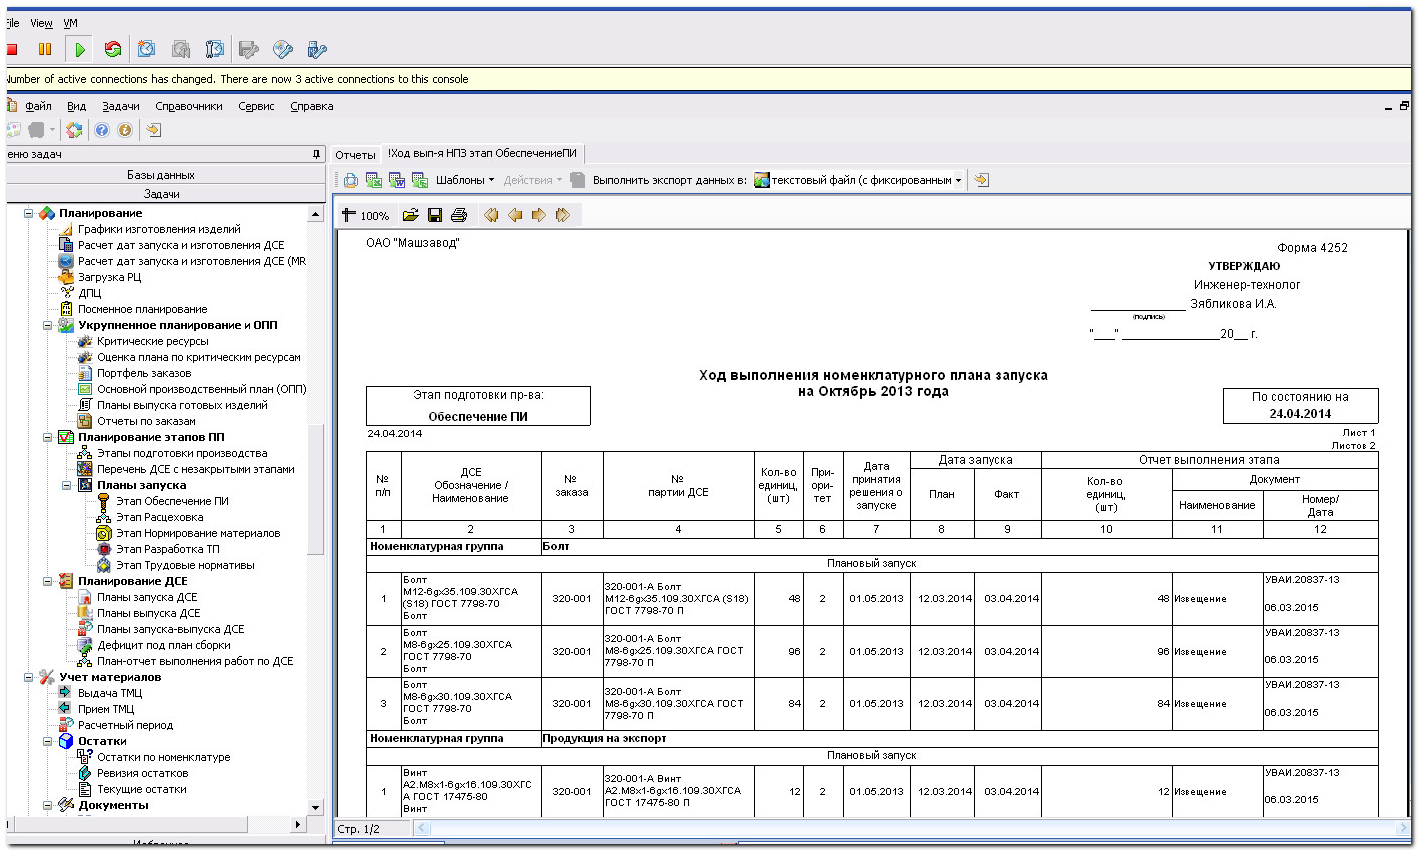 File View VM
Number of active connections has changed. There are now 3 active connections to this console
Файл Вид Задачи Справочники Сервис Справка
еню задач
Базы данных
Задачи
Планирование
Графики изготовления изделий
Расчет дат запуска и изготовления ДСЕ
Расчет дат запуска и изготовления ДСЕ (MR
Загрузка РЦ
ДПЦ
Посменное планирование
Укрупненное планирование и ОПП
Критические ресурсы
Оценка плана по критическим ресурсам
Портфель заказов
Основной производственный план (ОПП)
Планы выпуска готовых изделий
Отчеты по заказам
Планирование этапов ПП
Этапы подготовки производства
Перечень ДСЕ с незакрытыми этапами
Планы запуска
Этап Обеспечение ПИ
Этап Расцеховка
Этап Нормирование материалов
Этап Разработка ТП
Этап Трудовые нормативы
Планирование ДСЕ
Планы запуска ДСЕ
Планы выпуска ДСЕ
Планы запуска-выпуска ДСЕ
Дефицит под план сборки
План-отчет выполнения работ по ДСЕ
Учет материалов
Выдача ТМЦ
Прием ТМЦ
Расчетный период
Остатки
Остатки по номенклатуре
Ревизия остатков
Текущие остатки
Документы
Отчеты !Ход вып-я НПЗ этап ОбеспечениеПИ
Шаблоны Действия Выполнить экспорт данных в: текстовый файл (с фиксированным
100%
ОАО "Машзавод"
Форма 4252
УТВЕРЖДАЮ
Инженер-технолог
______________ Зябликова И.А.
(подпись)
"___" ______________20__ г.
Ход выполнения номенклатурного плана запуска
на Октябрь 2013 года
Этап подготовки пр-ва:
Обеспечение ПИ
По состоянию на
24.04.2014
24.04.2014
Лист 1
Листов 2
№ п/п
ДСЕ Обозначение / Наименование
№ заказа
№ партии ДСЕ
Кол-во единиц, (шт)
При-ори-тет
Дата принятия решения о запуске
Дата запуска
План Факт
Отчет выполнения этапа
Кол-во единиц, (шт)
Документ
Наименование
Номер/ Дата
1 2 3 4 5 6 7 8 9 10 11 12
Номенклатурная группа Болт
Плановый запуск
1 Болт М12-6gх35.109.30ХГСА (S18) ГОСТ 7798-70 Болт 320-001 320-001-А Болт М12-6gх35.109.30ХГСА (S18) ГОСТ 7798-70 П 48 2 01.05.2013 12.03.2014 03.04.2014 48 Извещение УВАИ.20837-13 06.03.2015
2 Болт М8-6gх25.109.30ХГСА ГОСТ 7798-70 Болт 320-001 320-001-А Болт М8-6gх25.109.30ХГСА ГОСТ 7798-70 П 96 2 01.05.2013 12.03.2014 03.04.2014 96 Извещение УВАИ.20837-13 06.03.2015
3 Болт М8-6gх30.109.30ХГСА ГОСТ 7798-70 Болт 320-001 320-001-А Болт М8-6gх30.109.30ХГСА ГОСТ 7798-70 П 84 2 01.05.2013 12.03.2014 03.04.2014 84 Извещение УВАИ.20837-13 06.03.2015
Номенклатурная группа Продукция на экспорт
Плановый запуск
1 Винт А2.М8х1-6gх16.109.30ХГС А ГОСТ 17475-80 Винт 320-001 320-001-А Винт А2.М8х1-6gх16.109.30ХГСА ГОСТ 17475-80 П 12 2 01.05.2013 12.03.2014 03.04.2014 12 Извещение УВАИ.20837-13 06.03.2015
Стр. 1/2